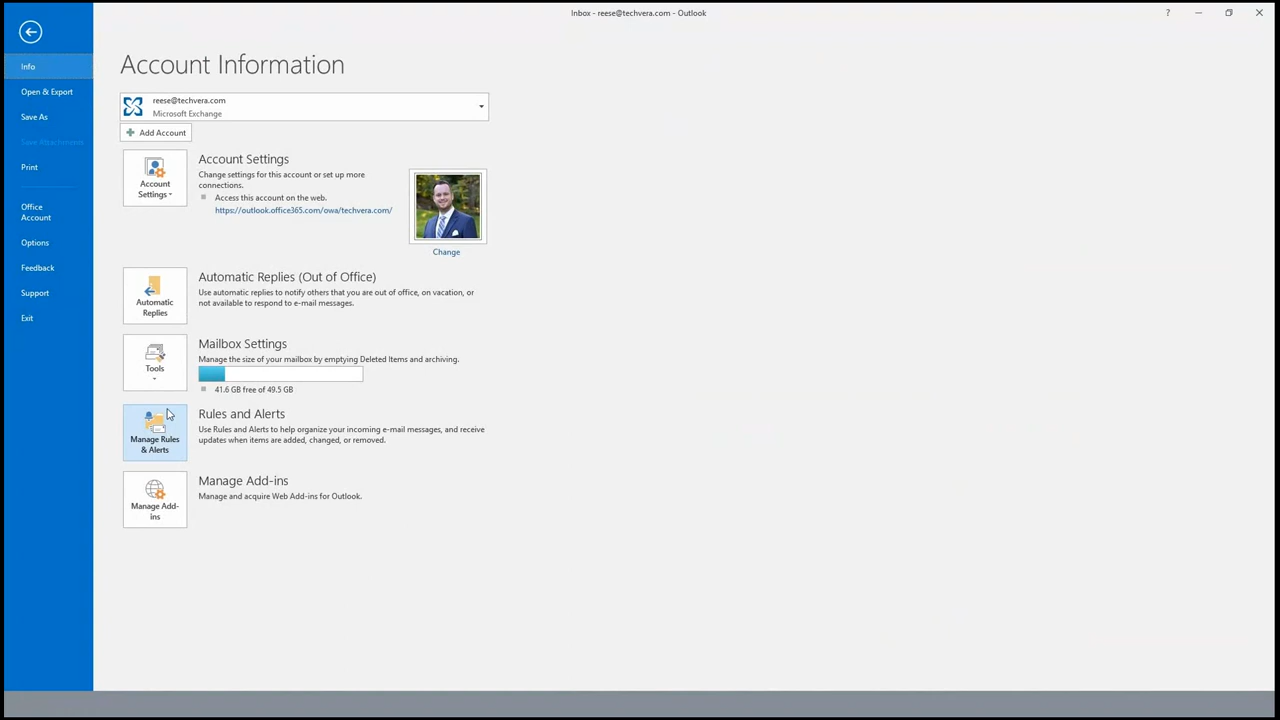 Inbox - reese@techvera.com - Outlook
?
Info
Open & Export
Save As
Save Attachments
Print
Office
Account
Options
Feedback
Support
Exit
Account Information
reese@techvera.com
Microsoft Exchange
Add Account
Account
Settings
Account Settings
Change settings for this account or set up more
connections.
Access this account on the web.
https://outlook.office365.com/owa/techvera.com/
Change
Automatic
Replies
Automatic Replies (Out of Office)
Use automatic replies to notify others that you are out of office, on vacation, or
not available to respond to e-mail messages.
Tools
Mailbox Settings
Manage the size of your mailbox by emptying Deleted Items and archiving.
41.6 GB free of 49.5 GB
Manage Rules
& Alerts
Rules and Alerts
Use Rules and Alerts to help organize your incoming e-mail messages, and receive
updates when items are added, changed, or removed.
Manage Add-
ins
Manage Add-ins
Manage and acquire Web Add-ins for Outlook.